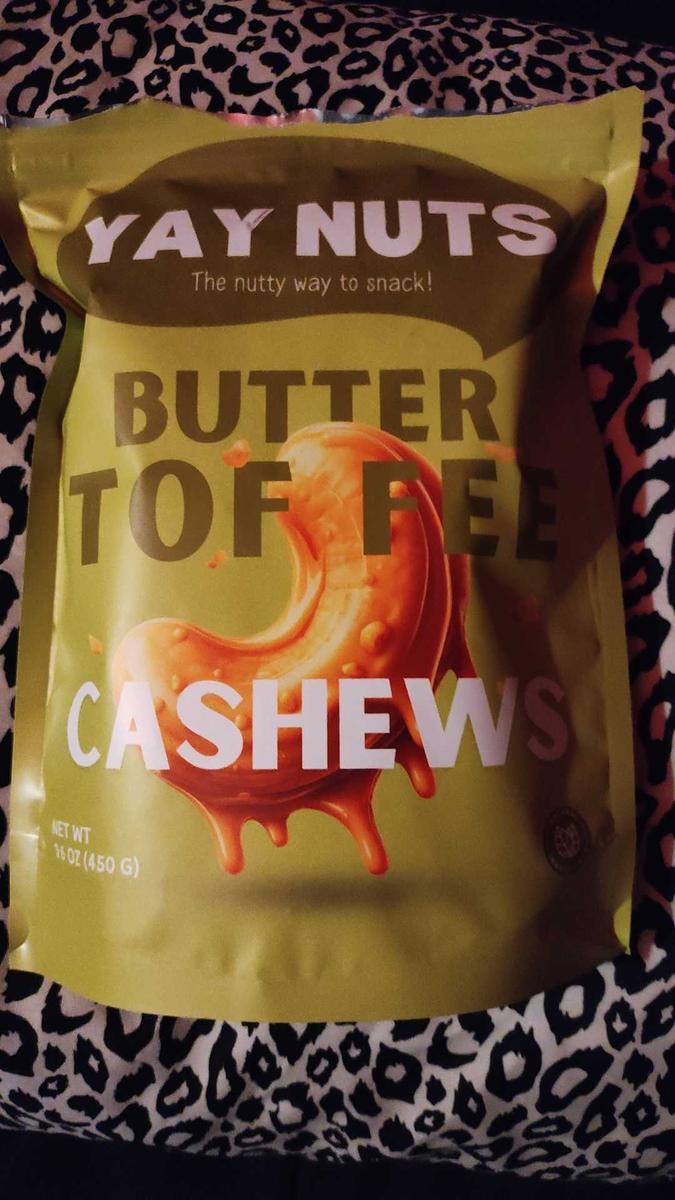 YAY NUTS
The nutty way to snack!
BUTTER
TOF FEE
CASHEWS
NET WT
16 OZ (450 G)